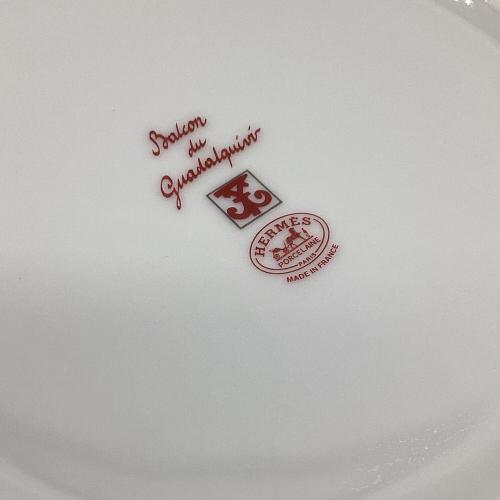 Balcon
du
Guadalquivir
HERMÈS
PORCELAINE
PARIS
MADE IN FRANCE